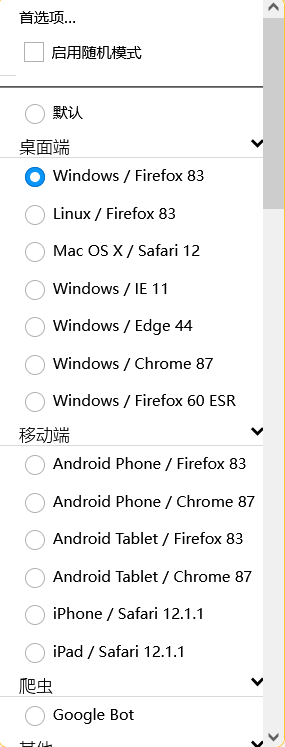 首选项...
启用随机模式
默认
桌面端
Windows / Firefox 83
Linux / Firefox 83
Mac OS X / Safari 12
Windows / IE 11
Windows / Edge 44
Windows / Chrome 87
Windows / Firefox 60 ESR
移动端
Android Phone / Firefox 83
Android Phone / Chrome 87
Android Tablet / Firefox 83
Android Tablet / Chrome 87
iPhone / Safari 12.1.1
iPad / Safari 12.1.1
爬虫
Google Bot
其他